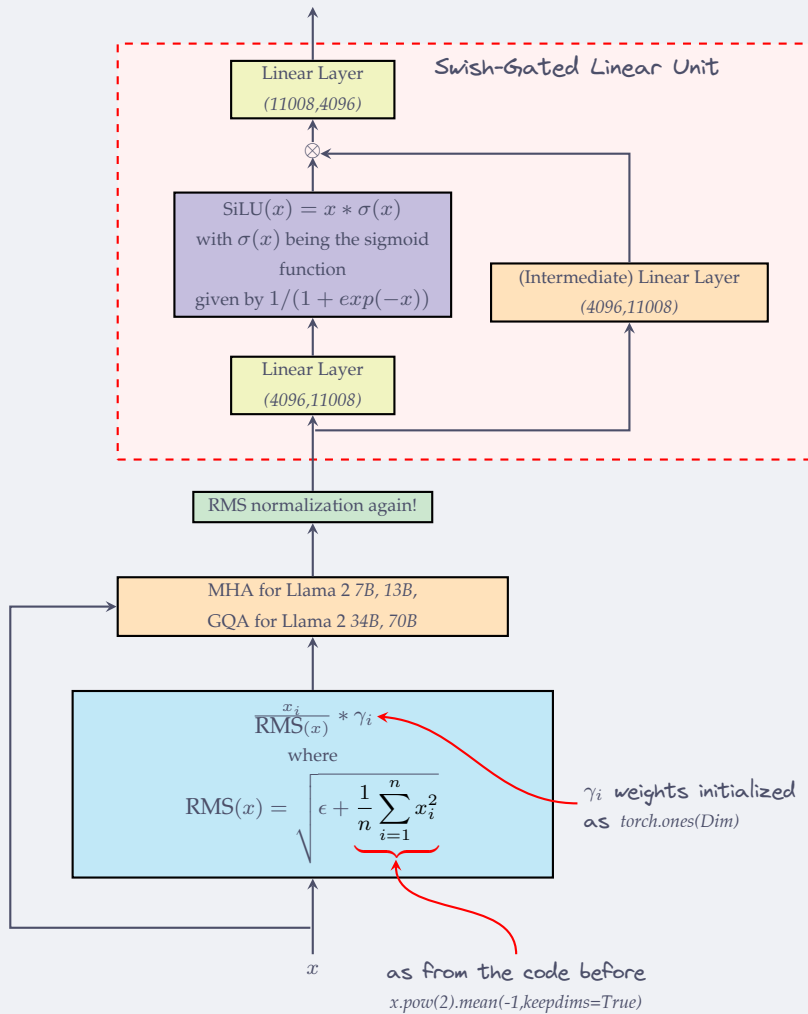 Swish-Gated Linear Unit
Linear Layer
(11008,4096)
⊗
SiLU(x) = x ∗ σ(x)
with σ(x) being the sigmoid
function
given by 1/(1 + exp(−x))
(Intermediate) Linear Layer
(4096,11008)
Linear Layer
(4096,11008)
RMS normalization again!
MHA for Llama 2 7B, 13B,
GQA for Llama 2 34B, 70B
x_i / RMS(x) ∗ γ_i
where
RMS(x) = √(ϵ + 1/n ∑_{i=1}^{n} x_i^2)
γ_i weights initialized
as torch.ones(Dim)
x
as from the code before
x.pow(2).mean(-1,keepdims=True)